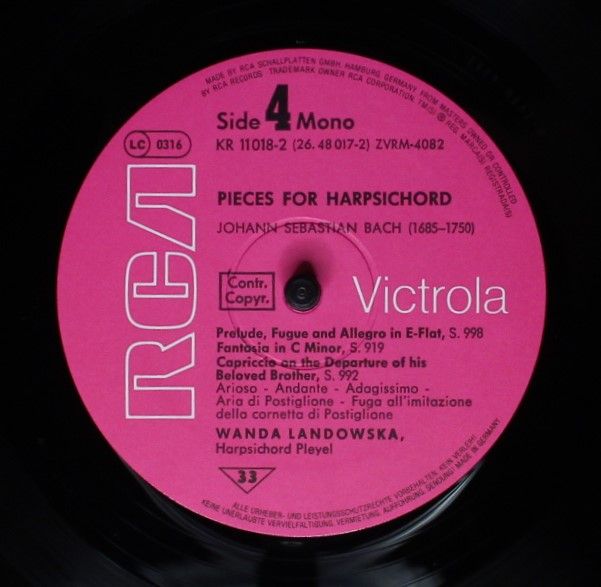 MADE BY RCA SCHALLPLATTEN GMBH, HAMBURG GERMANY, FROM MASTERS OWNED OR CONTROLLED
BY RCA RECORDS TRADEMARK OWNER RCA CORPORATION, TM(S) ® REG. MARCA(S) REGISTRADA(S)
Side 4 Mono
KR 11018-2 (26.48 017-2) ZVRM-4082
LC 0316
RCA
PIECES FOR HARPSICHORD
JOHANN SEBASTIAN BACH (1685-1750)
Contr.
Copyr.
Victrola
Prelude, Fugue and Allegro in E-Flat, S. 998
Fantasia in C Minor, S. 919
Capriccio on the Departure of his
Beloved Brother, S. 992
Arioso - Andante - Adagissimo -
Aria di Postiglione - Fuga all'imitazione
della cornetta di Postiglione
WANDA LANDOWSKA,
Harpsichord Pleyel
33
ALLE URHEBER- UND LEISTUNGSSCHUTZRECHTE VORBEHALTEN. KEIN VERLEIH!
KEINE UNERLAUBTE VERVIELFÄLTIGUNG, VERMIETUNG, AUFFÜHRUNG, SENDUNG! MADE IN GERMANY